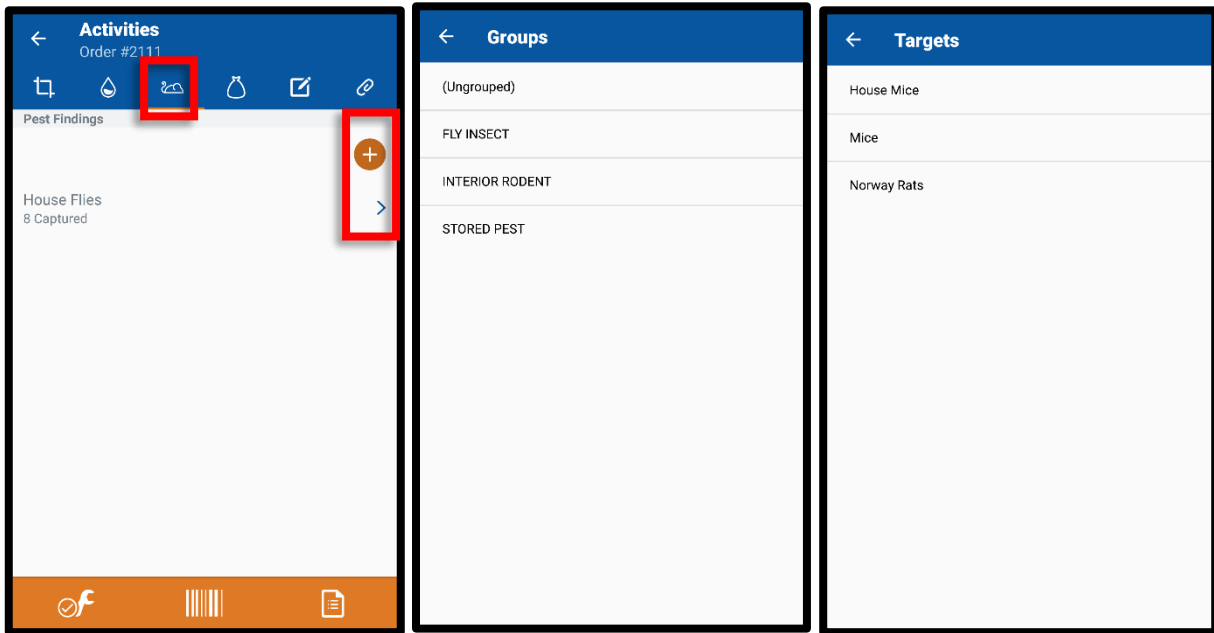 Activities
Order #2111
Pest Findings
House Flies
8 Captured
Groups
(Ungrouped)
FLY INSECT
INTERIOR RODENT
STORED PEST
Targets
House Mice
Mice
Norway Rats